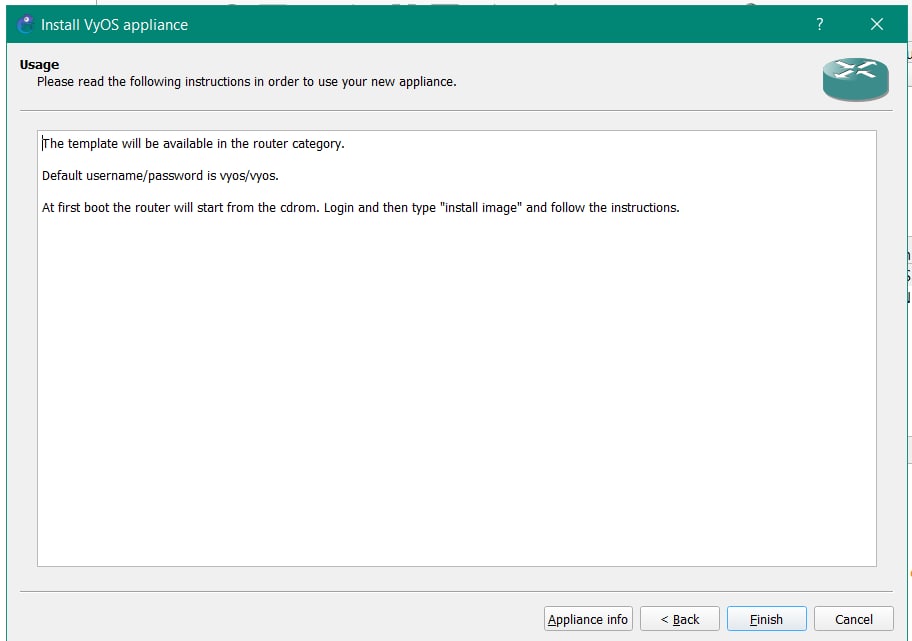 Install VyOS appliance
?
Usage
Please read the following instructions in order to use your new appliance.
The template will be available in the router category.
Default username/password is vyos/vyos.
At first boot the router will start from the cdrom. Login and then type "install image" and follow the instructions.
Appliance info
< Back
Finish
Cancel